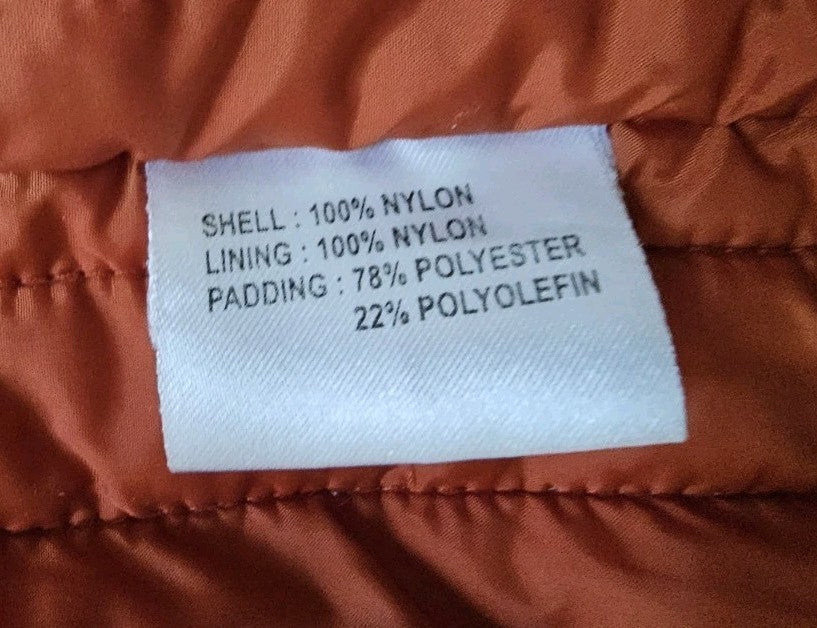 SHELL : 100% NYLON
LINING : 100% NYLON
PADDING : 78% POLYESTER
22% POLYOLEFIN